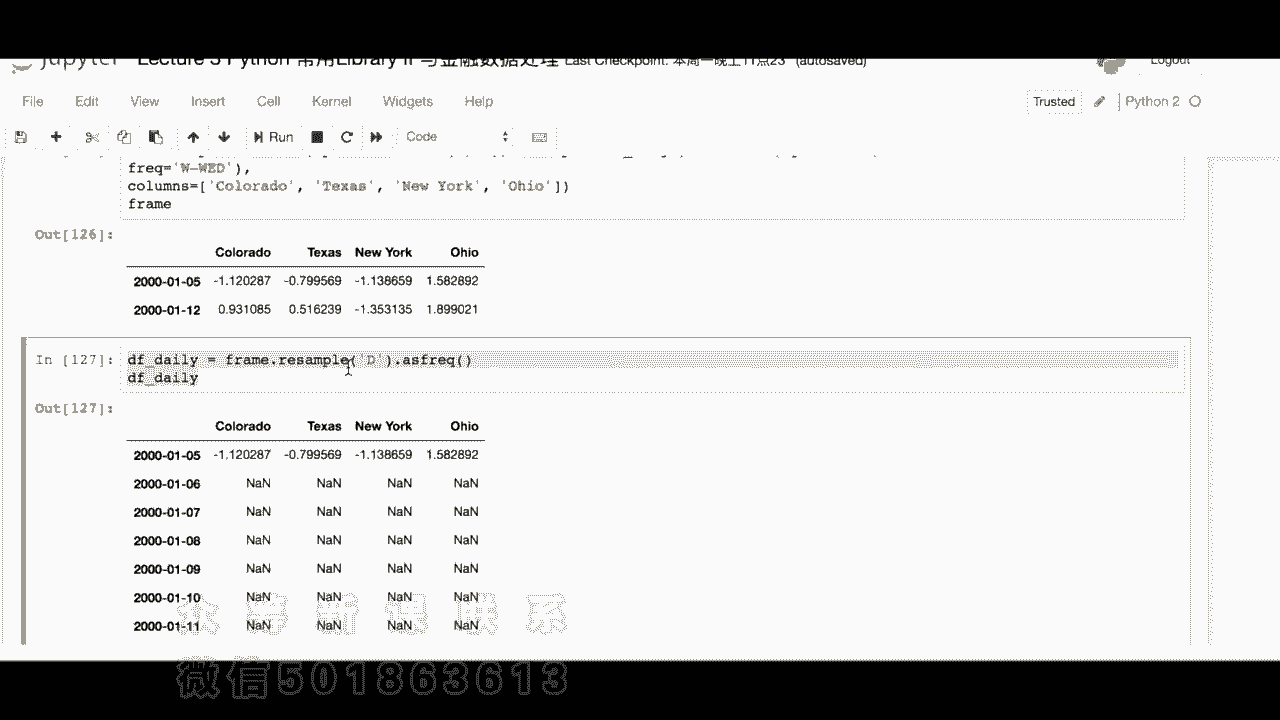 Jupyter Lecture 3 Python 常用Library II 与金融数据处理 Last Checkpoint: 本周一晚上11点23 (autosaved) Logout
File Edit View Insert Cell Kernel Widgets Help Trusted Python 2
Run Code
freq='W-WED'),
columns=['Colorado', 'Texas', 'New York', 'Ohio'])
frame
Out[126]:
Colorado Texas New York Ohio
2000-01-05 -1.120287 -0.799569 -1.138659 1.582892
2000-01-12 0.931085 0.516239 -1.353135 1.899021
In [127]: df_daily = frame.resample('D').asfreq()
df_daily
Out[127]:
Colorado Texas New York Ohio
2000-01-05 -1.120287 -0.799569 -1.138659 1.582892
2000-01-06 NaN NaN NaN NaN
2000-01-07 NaN NaN NaN NaN
2000-01-08 NaN NaN NaN NaN
2000-01-09 NaN NaN NaN NaN
2000-01-10 NaN NaN NaN NaN
2000-01-11 NaN NaN NaN NaN
联系
微信501863613